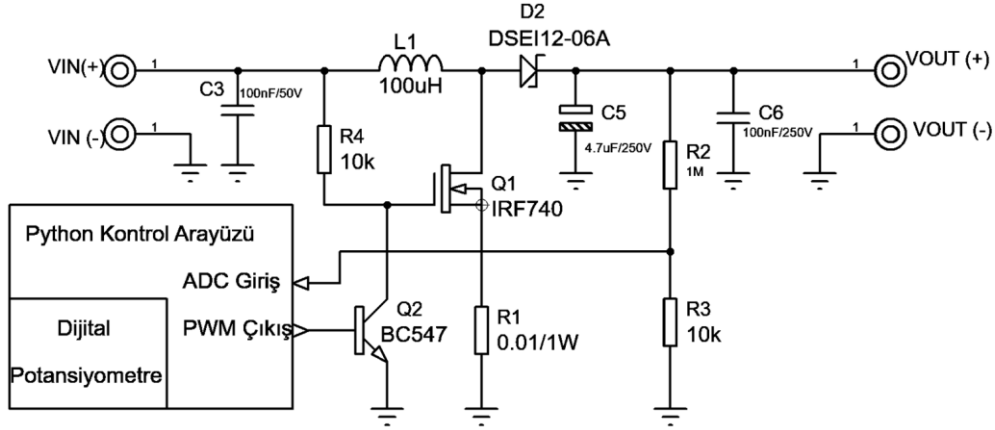 D2
DSEI12-06A
VIN(+)
1
L1
100uH
VOUT (+)
1
C3
100nF/50V
VIN (-)
1
R4
10k
C5
4.7uF/250V
C6
100nF/250V
VOUT (-)
1
R2
1M
Q1
IRF740
Python Kontrol Arayüzü
ADC Giriş
PWM Çıkış
Dijital
Potansiyometre
Q2
BC547
R1
0.01/1W
R3
10k